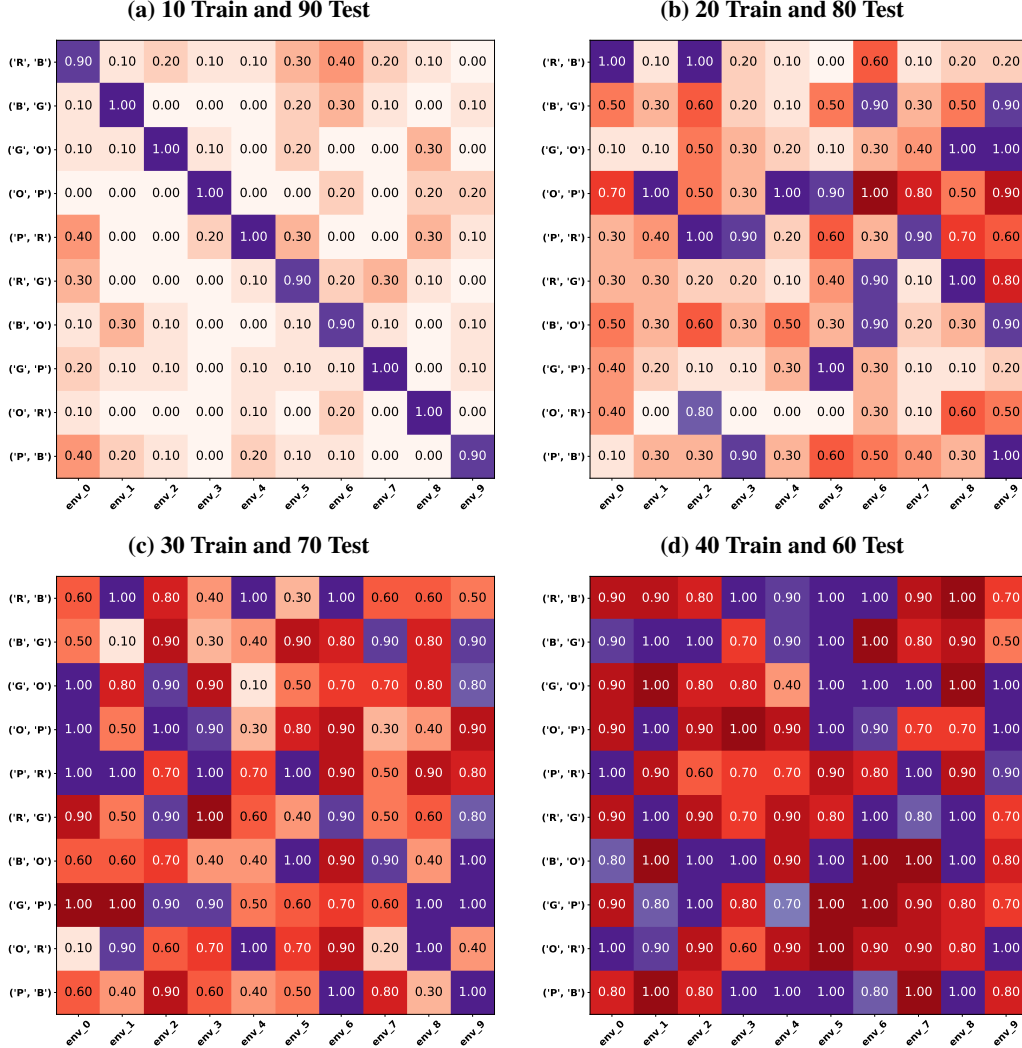 (a) 10 Train and 90 Test
('R', 'B') 0.90 0.10 0.20 0.10 0.10 0.30 0.40 0.20 0.10 0.00
('B', 'G') 0.10 1.00 0.00 0.00 0.00 0.20 0.30 0.10 0.00 0.10
('G', 'O') 0.10 0.10 1.00 0.10 0.00 0.20 0.00 0.00 0.30 0.00
('O', 'P') 0.00 0.00 0.00 1.00 0.00 0.00 0.20 0.00 0.20 0.20
('P', 'R') 0.40 0.00 0.00 0.20 1.00 0.30 0.00 0.00 0.30 0.10
('R', 'G') 0.30 0.00 0.00 0.00 0.10 0.90 0.20 0.30 0.10 0.00
('B', 'O') 0.10 0.30 0.10 0.00 0.00 0.10 0.90 0.10 0.00 0.10
('G', 'P') 0.20 0.10 0.10 0.00 0.10 0.10 0.10 1.00 0.00 0.10
('O', 'R') 0.10 0.00 0.00 0.00 0.10 0.00 0.20 0.00 1.00 0.00
('P', 'B') 0.40 0.20 0.10 0.00 0.20 0.10 0.10 0.00 0.00 0.90
env_0 env_1 env_2 env_3 env_4 env_5 env_6 env_7 env_8 env_9
(b) 20 Train and 80 Test
('R', 'B') 1.00 0.10 1.00 0.20 0.10 0.00 0.60 0.10 0.20 0.20
('B', 'G') 0.50 0.30 0.60 0.20 0.10 0.50 0.90 0.30 0.50 0.90
('G', 'O') 0.10 0.10 0.50 0.30 0.20 0.10 0.30 0.40 1.00 1.00
('O', 'P') 0.70 1.00 0.50 0.30 1.00 0.90 1.00 0.80 0.50 0.90
('P', 'R') 0.30 0.40 1.00 0.90 0.20 0.60 0.30 0.90 0.70 0.60
('R', 'G') 0.30 0.30 0.20 0.20 0.10 0.40 0.90 0.10 1.00 0.80
('B', 'O') 0.50 0.30 0.60 0.30 0.50 0.30 0.90 0.20 0.30 0.90
('G', 'P') 0.40 0.20 0.10 0.10 0.30 1.00 0.30 0.10 0.10 0.20
('O', 'R') 0.40 0.00 0.80 0.00 0.00 0.00 0.30 0.10 0.60 0.50
('P', 'B') 0.10 0.30 0.30 0.90 0.30 0.60 0.50 0.40 0.30 1.00
env_0 env_1 env_2 env_3 env_4 env_5 env_6 env_7 env_8 env_9
(c) 30 Train and 70 Test
('R', 'B') 0.60 1.00 0.80 0.40 1.00 0.30 1.00 0.60 0.60 0.50
('B', 'G') 0.50 0.10 0.90 0.30 0.40 0.90 0.80 0.90 0.80 0.90
('G', 'O') 1.00 0.80 0.90 0.90 0.10 0.50 0.70 0.70 0.80 0.80
('O', 'P') 1.00 0.50 1.00 0.90 0.30 0.80 0.90 0.30 0.40 0.90
('P', 'R') 1.00 1.00 0.70 1.00 0.70 1.00 0.90 0.50 0.90 0.80
('R', 'G') 0.90 0.50 0.90 1.00 0.60 0.40 0.90 0.50 0.60 0.80
('B', 'O') 0.60 0.60 0.70 0.40 0.40 1.00 0.90 0.90 0.40 1.00
('G', 'P') 1.00 1.00 0.90 0.90 0.50 0.60 0.70 0.60 1.00 1.00
('O', 'R') 0.10 0.90 0.60 0.70 1.00 0.70 0.90 0.20 1.00 0.40
('P', 'B') 0.60 0.40 0.90 0.60 0.40 0.50 1.00 0.80 0.30 1.00
env_0 env_1 env_2 env_3 env_4 env_5 env_6 env_7 env_8 env_9
(d) 40 Train and 60 Test
('R', 'B') 0.90 0.90 0.80 1.00 0.90 1.00 1.00 0.90 1.00 0.70
('B', 'G') 0.90 1.00 1.00 0.70 0.90 1.00 1.00 0.80 0.90 0.50
('G', 'O') 0.90 1.00 0.80 0.80 0.40 1.00 1.00 1.00 1.00 1.00
('O', 'P') 0.90 1.00 0.90 1.00 0.90 1.00 0.90 0.70 0.70 1.00
('P', 'R') 1.00 0.90 0.60 0.70 0.70 0.90 0.80 1.00 0.90 0.90
('R', 'G') 0.90 1.00 0.90 0.70 0.90 0.80 1.00 0.80 1.00 0.70
('B', 'O') 0.80 1.00 1.00 1.00 0.90 1.00 1.00 1.00 1.00 0.80
('G', 'P') 0.90 0.80 1.00 0.80 0.70 1.00 1.00 0.90 0.80 0.70
('O', 'R') 1.00 0.90 0.90 0.60 0.90 1.00 0.90 0.90 0.80 1.00
('P', 'B') 0.80 1.00 0.80 1.00 1.00 1.00 0.80 1.00 1.00 0.80
env_0 env_1 env_2 env_3 env_4 env_5 env_6 env_7 env_8 env_9